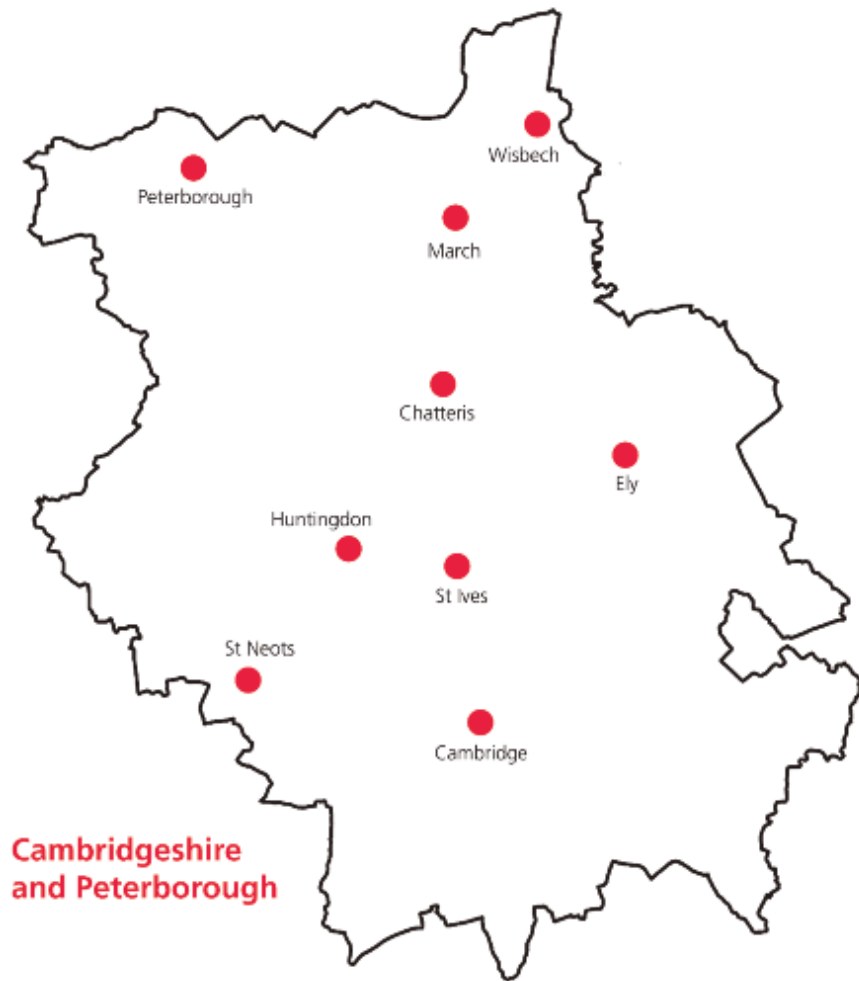 Wisbech
Peterborough
March
Chatteris
Ely
Huntingdon
St Ives
St Neots
Cambridge
Cambridgeshire
and Peterborough